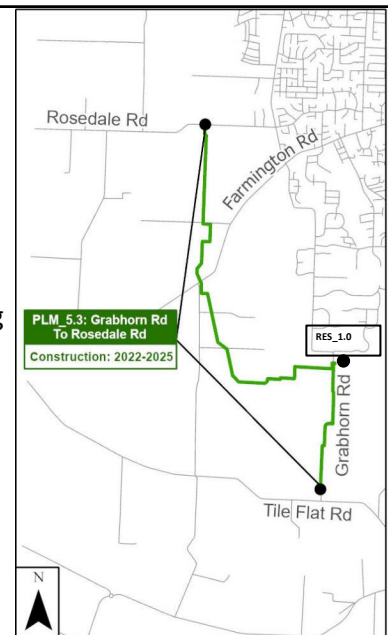 Rosedale Rd
Farmington Rd
g
PLM_5.3: Grabhorn Rd
To Rosedale Rd
Construction: 2022-2025
RES_1.0
Grabhorn Rd
Tile Flat Rd
N